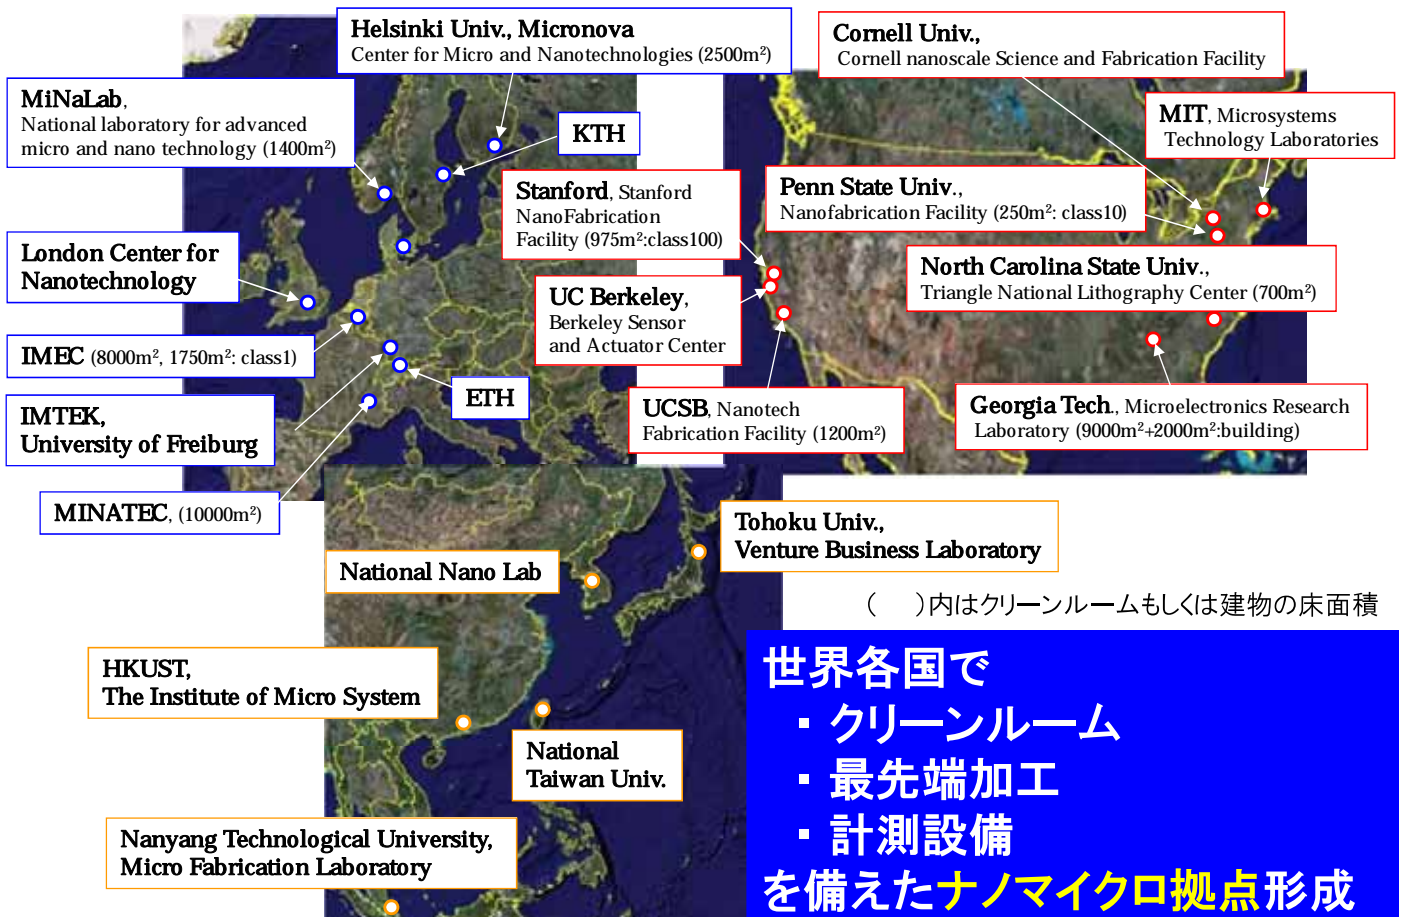 Helsinki Univ., Micronova
Center for Micro and Nanotechnologies (2500m²)
Cornell Univ.,
Cornell nanoscale Science and Fabrication Facility
MiNaLab,
National laboratory for advanced
micro and nano technology (1400m²)
KTH
MIT, Microsystems
Technology Laboratories
Stanford, Stanford
NanoFabrication
Facility (975m²:class100)
Penn State Univ.,
Nanofabrication Facility (250m²: class10)
London Center for
Nanotechnology
North Carolina State Univ.,
Triangle National Lithography Center (700m²)
UC Berkeley,
Berkeley Sensor
and Actuator Center
IMEC (8000m², 1750m²: class1)
ETH
UCSB, Nanotech
Fabrication Facility (1200m²)
Georgia Tech., Microelectronics Research
Laboratory (9000m²+2000m²:building)
IMTEK,
University of Freiburg
MINATEC, (10000m²)
Tohoku Univ.,
Venture Business Laboratory
National Nano Lab
(　)内はクリーンルームもしくは建物の床面積
HKUST,
The Institute of Micro System
National
Taiwan Univ.
Nanyang Technological University,
Micro Fabrication Laboratory
世界各国で
・クリーンルーム
・最先端加工
・計測設備
を備えたナノマイクロ拠点形成